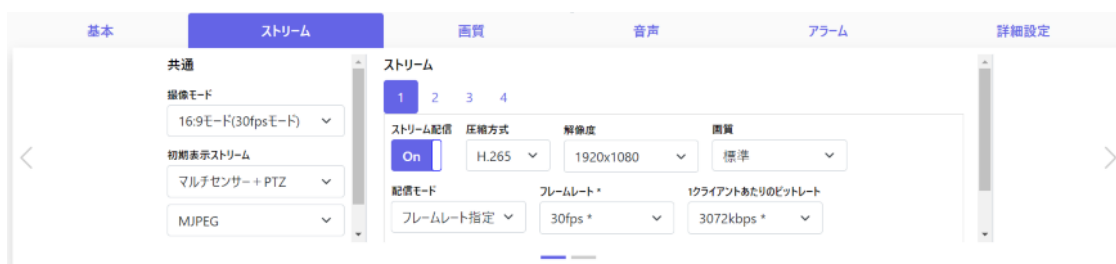 基本 ストリーム 画質 音声 アラーム 詳細設定
共通
撮像モード
16:9モード(30fpsモード)
初期表示ストリーム
マルチセンサー+PTZ
MJPEG
ストリーム
1 2 3 4
ストリーム配信 圧縮方式 解像度 画質
On H.265 1920x1080 標準
配信モード フレームレート * 1クライアントあたりのビットレート
フレームレート指定 30fps * 3072kbps *